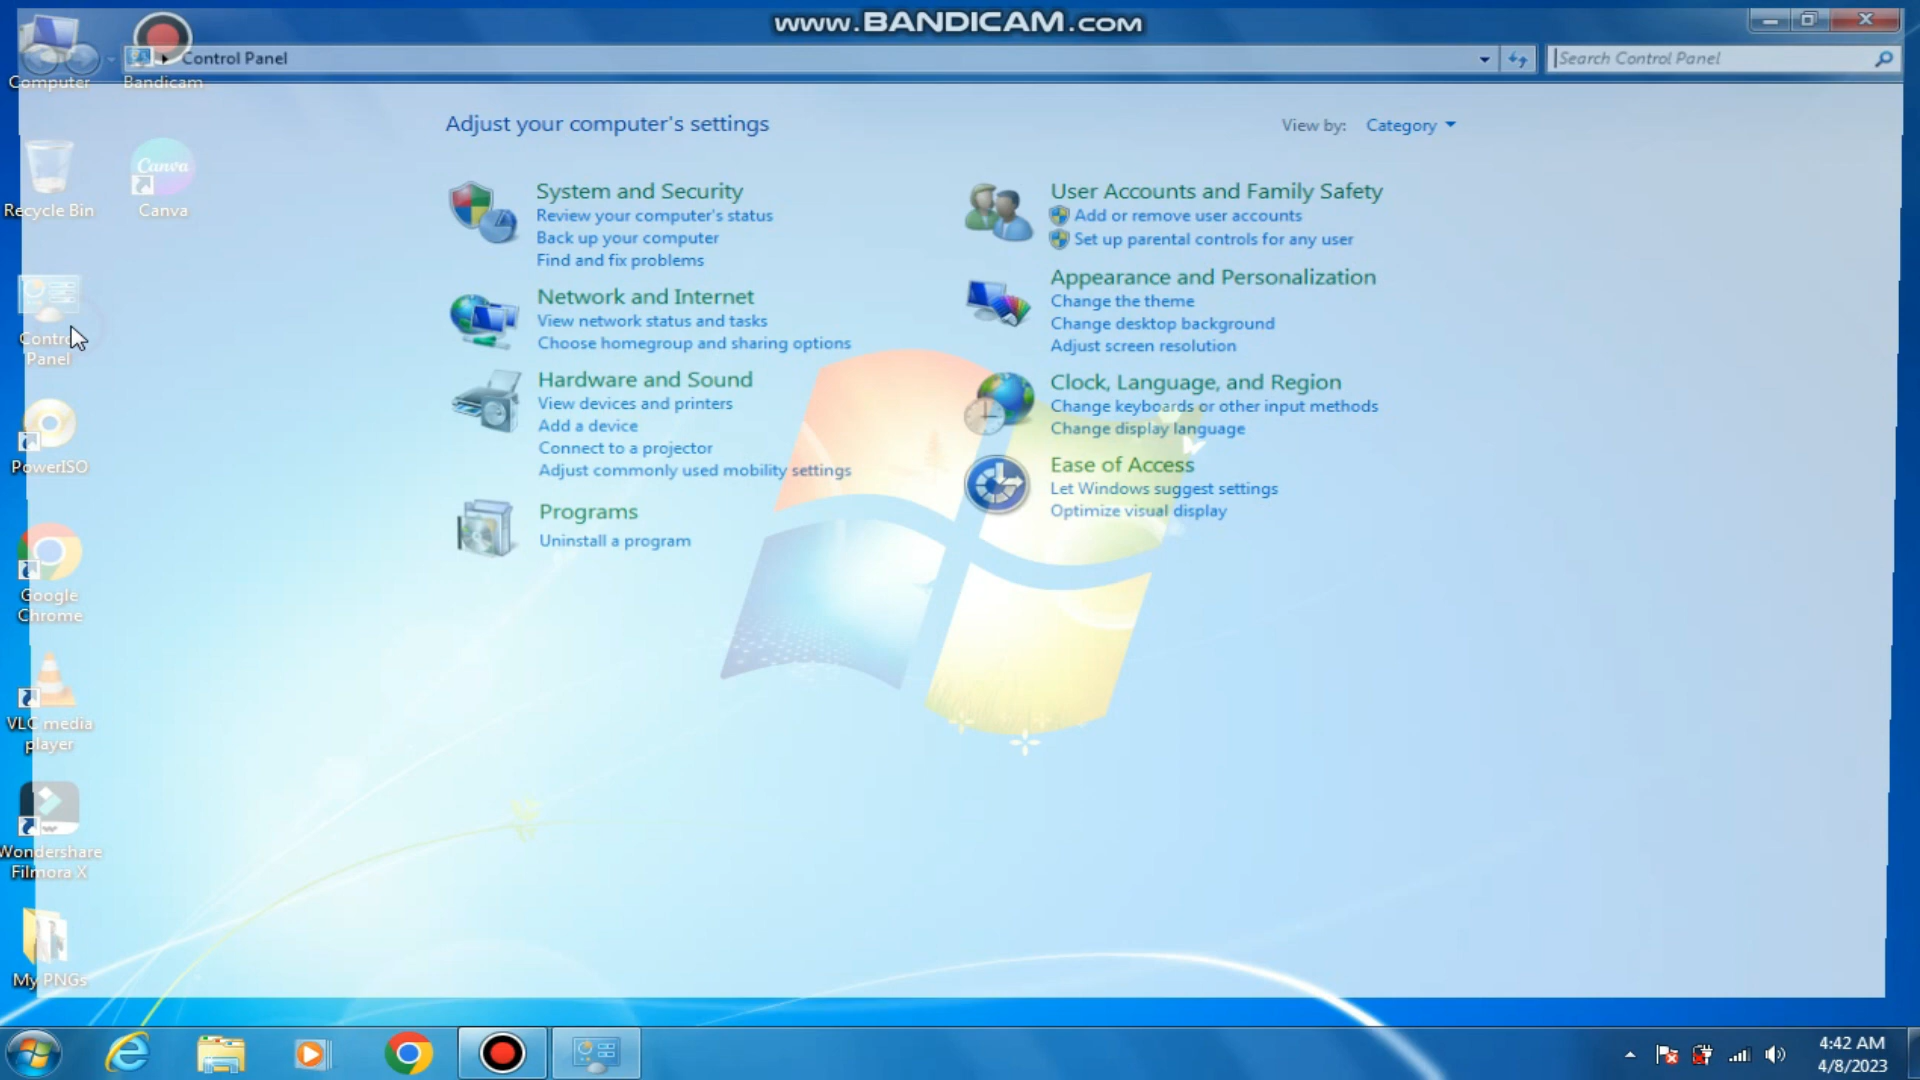 www.BANDICAM.com
Computer
Bandicam
Control Panel
Search Control Panel
Adjust your computer's settings
View by: Category
Recycle Bin
Canva
Canva
Control
Panel
PowerISO
Google
Chrome
VLC media
player
Wondershare
Filmora X
My PNGs
System and Security
Review your computer's status
Back up your computer
Find and fix problems
Network and Internet
View network status and tasks
Choose homegroup and sharing options
Hardware and Sound
View devices and printers
Add a device
Connect to a projector
Adjust commonly used mobility settings
Programs
Uninstall a program
User Accounts and Family Safety
Add or remove user accounts
Set up parental controls for any user
Appearance and Personalization
Change the theme
Change desktop background
Adjust screen resolution
Clock, Language, and Region
Change keyboards or other input methods
Change display language
Ease of Access
Let Windows suggest settings
Optimize visual display
4:42 AM
4/8/2023